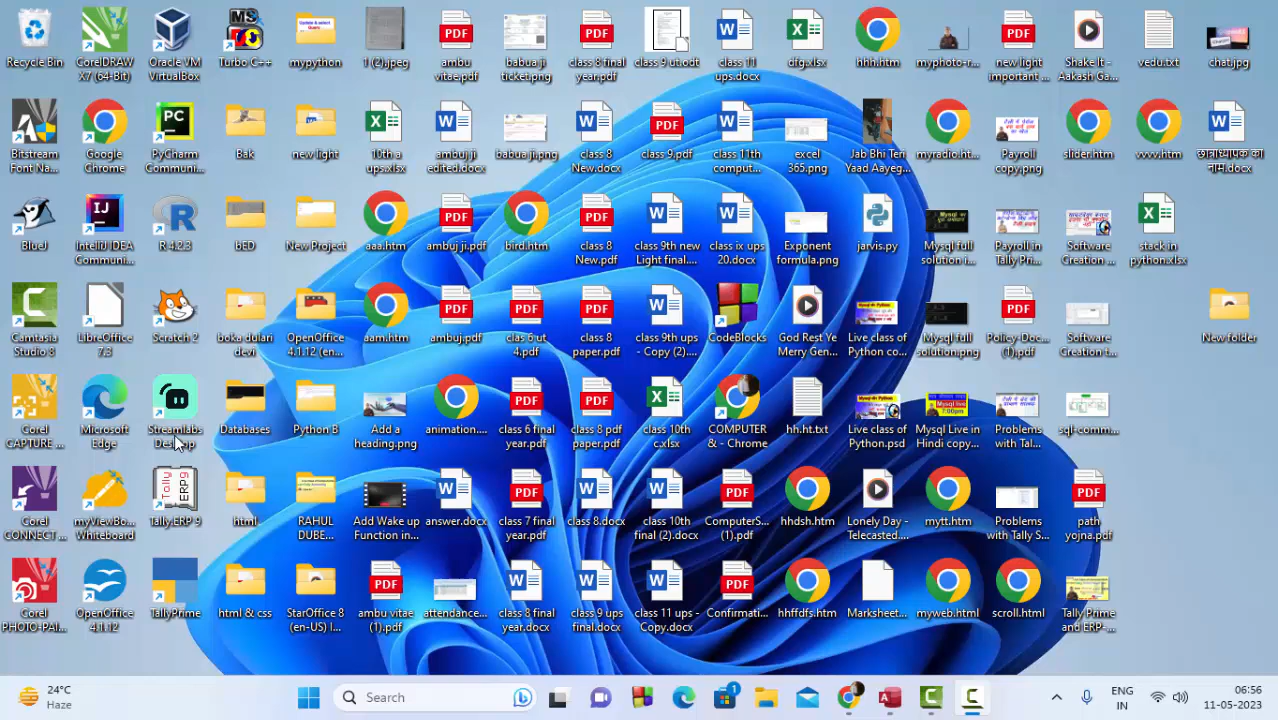 Recycle Bin
CorelDRAW
X7 (64-Bit)
Oracle VM
VirtualBox
Turbo C++
mypython
1 (2).jpeg
ambu
vitae.pdf
babua ji
ticket.png
class 8 final
year.pdf
class 9 ut.odt
class 11
ups.docx
dfg.xlsx
hhh.htm
myphoto-r...
new light
important ...
Shake It -
Aakash Ga...
vedu.txt
chat.jpg
Bitstream
Font Na...
Google
Chrome
PyCharm
Communi...
Bak
new light
10th a
ups.xlsx
ambuj ji
edited.docx
babua ji.png
class 8
New.docx
class 9.pdf
class 11th
comput...
excel
365.png
Jab Bhi Teri
Yaad Aayeg...
myradio.ht...
Payroll
copy.png
slider.htm
vvvv.htm
छात्राध्यापक का
नाम.docx
BlueJ
IntelliJ IDEA
Communi...
R 4.2.3
bED
New Project
aaa.htm
ambuj ji.pdf
bird.htm
class 8
New.pdf
class 9th new
Light final....
class ix ups
20.docx
Exponent
formula.png
jarvis.py
Mysql full
solution i...
Payroll in
Tally Pri...
Software
Creation ...
stack in
python.xlsx
Camtasia
Studio 8
LibreOffice
7.3
Scratch 2
boka dulari
devi
OpenOffice
4.1.12 (en...
aam.htm
ambuj.pdf
clas 6 ut
4.pdf
class 8
paper.pdf
class 9th ups
- Copy (2)....
CodeBlocks
God Rest Ye
Merry Gen...
Live class of
Python co...
Mysql full
solution.png
Policy-Doc...
(1).pdf
Software
Creation t...
New folder
Corel
CAPTURE ...
Microsoft
Edge
Streamlabs
Desktop
Databases
Python B
Add a
heading.png
animation....
class 6 final
year.pdf
class 8 pdf
paper.pdf
class 10th
c.xlsx
COMPUTER
& - Chrome
hh.ht.txt
Live class of
Python.psd
Mysql Live in
Hindi copy...
Problems
with Tal...
sql-comm...
Corel
CONNECT ...
myViewBo...
Whiteboard
Tally.ERP 9
html
RAHUL
DUBE...
Add Wake up
Function in...
answer.docx
class 7 final
year.pdf
class 8.docx
class 10th
final (2).docx
ComputerS...
(1).pdf
hhdsh.htm
Lonely Day -
Telecasted....
mytt.htm
Problems
with Tally S...
path
yojna.pdf
Corel
PHOTO-PAI...
OpenOffice
4.1.12
TallyPrime
html & css
StarOffice 8
(en-US) I...
ambu vitae
(1).pdf
attendance...
class 8 final
year.docx
class 9 ups
final.docx
class 11 ups -
Copy.docx
Confirmati...
hhffdfs.htm
Marksheet...
myweb.html
scroll.html
Tally Prime
and ERP-...
24°C
Haze
Search
ENG
IN
06:56
11-05-2023